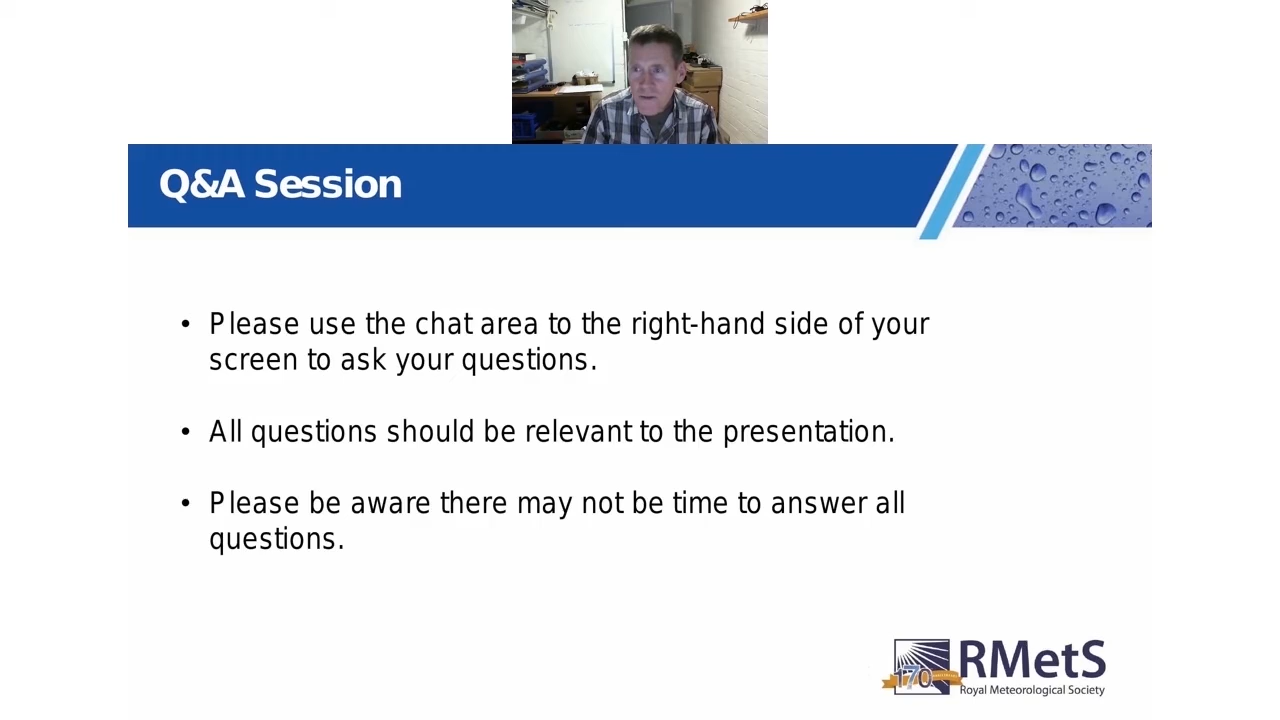 Q&A Session
• Please use the chat area to the right-hand side of your
screen to ask your questions.
• All questions should be relevant to the presentation.
• Please be aware there may not be time to answer all
questions.
RMetS
170
Royal Meteorological Society